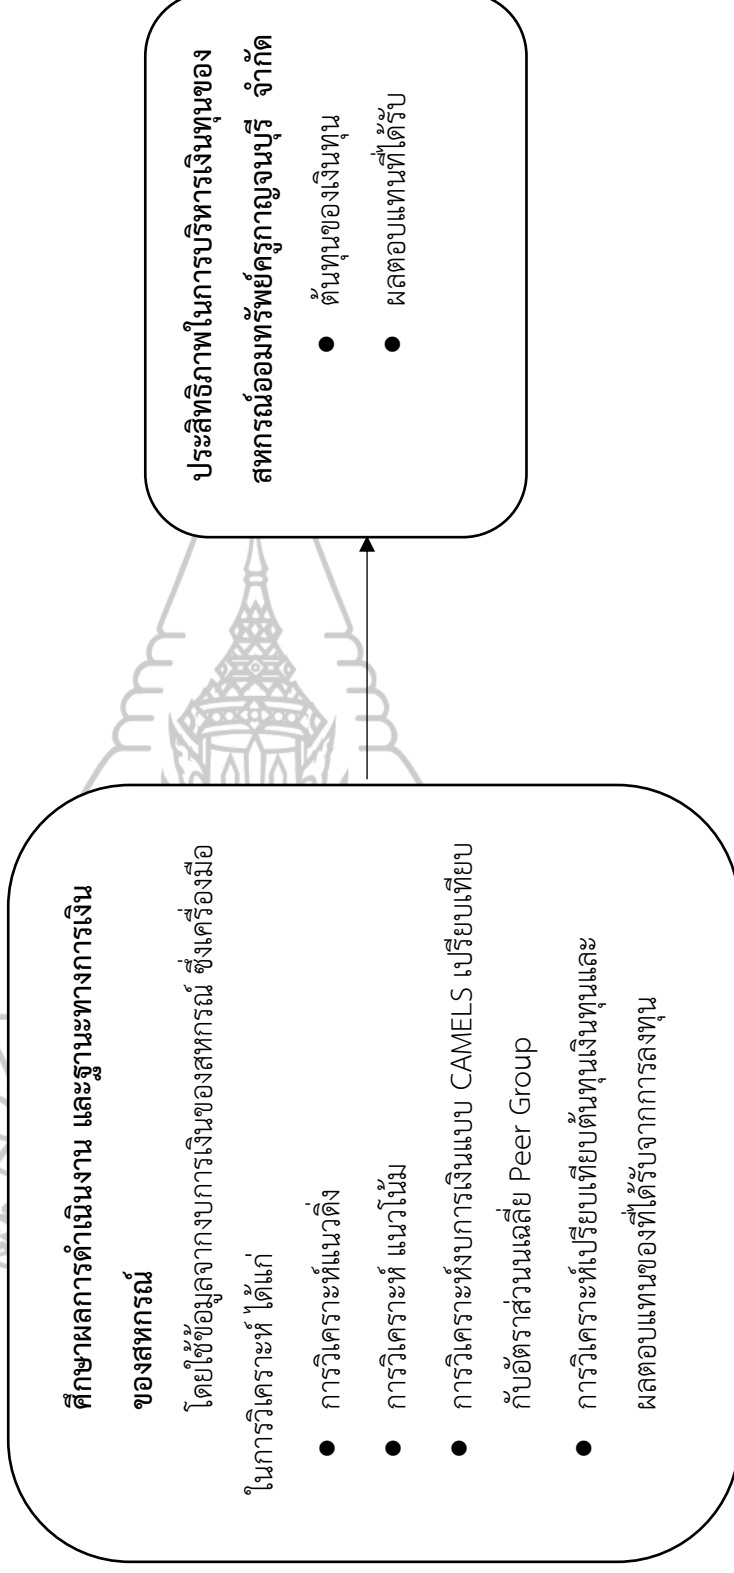 ศึกษาผลการดำเนินงาน และฐานะทางการเงิน
ของสหกรณ์
โดยใช้ข้อมูลจากงบการเงินของสหกรณ์ ซึ่งเครื่องมือ
ในการวิเคราะห์ ได้แก่
● การวิเคราะห์แนวดิ่ง
● การวิเคราะห์ แนวโน้ม
● การวิเคราะห์งบการเงินแบบ CAMELS เปรียบเทียบ
กับอัตราส่วนนเฉลี่ย Peer Group
● การวิเคราะห์เปรียบเทียบต้นทุนเงินทุนและ
ผลตอบแทนของที่ได้รับจากการลงทุน
ประสิทธิภาพในการบริหารเงินทุนของ
สหกรณ์ออมทรัพย์ครูกาญจนบุรี จำกัด
● ต้นทุนของเงินทุน
● ผลตอบแทนที่ได้รับ